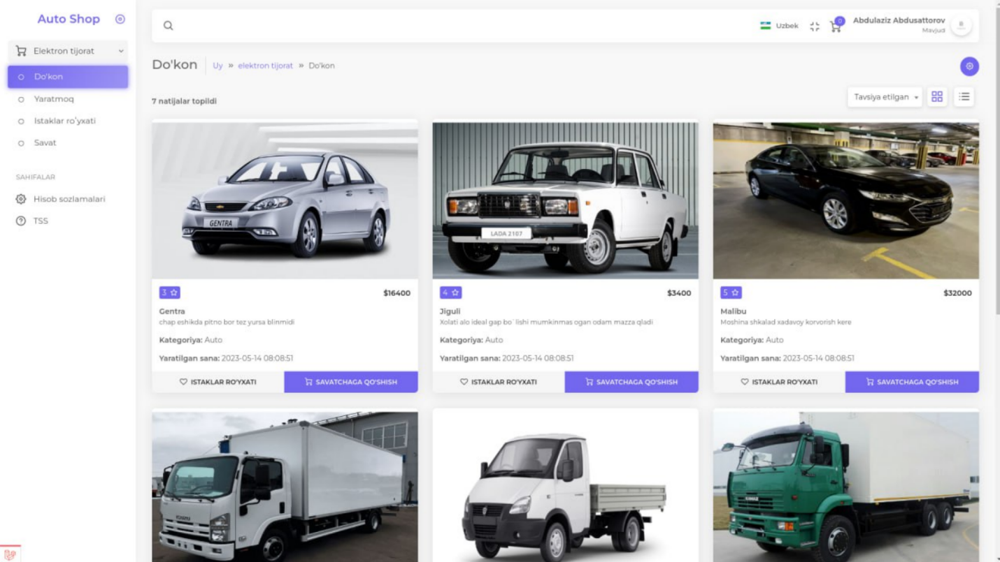 Auto Shop
Uzbek
0
Abdulaziz Abdusattorov
Mavjud
Elektron tijorat
Do'kon
Yaratmoq
Istaklar ro'yxati
Savat
SAHIFALAR
Hisob sozlamalari
TSS
Do'kon
Uy » elektron tijorat » Do'kon
7 natijalar topildi
Tavsiya etilgan
GENTRA
LADA 2107
3
$16400
4
$3400
5
$32000
Gentra
chap eshikda pitno bor tez yursa blinmidi
Jiguli
Xolati alo ideal gap bo`lishi mumkinmas ogan odam mazza qladi
Malibu
Moshina shkalad xadavoy korvorish kere
Kategoriya: Auto
Kategoriya: Auto
Kategoriya: Auto
Yaratilgan sana: 2023-05-14 08:08:51
Yaratilgan sana: 2023-05-14 08:08:51
Yaratilgan sana: 2023-05-14 08:08:51
ISTAKLAR RO'YXATI
SAVATCHAGA QO'SHISH
ISTAKLAR RO'YXATI
SAVATCHAGA QO'SHISH
ISTAKLAR RO'YXATI
SAVATCHAGA QO'SHISH
ISUZU
KAMAZ